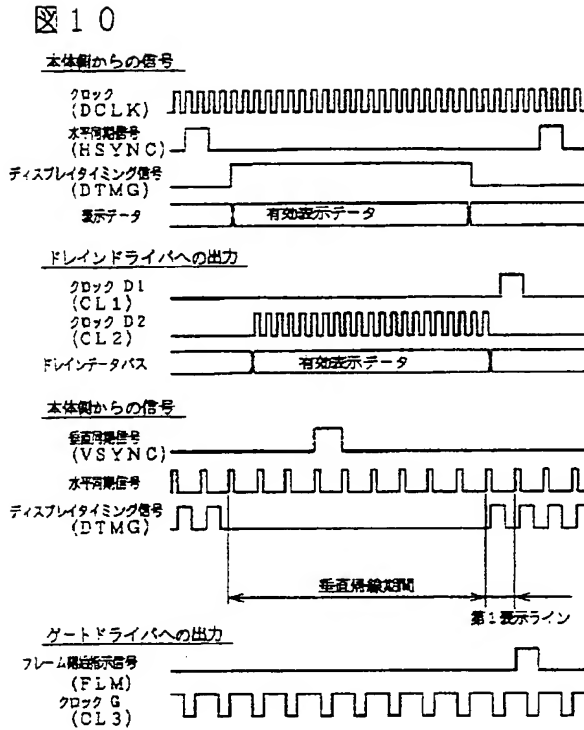 図10
本体側からの信号
クロック
(DCLK)
水平同期信号
(HSYNC)
ディスプレイタイミング信号
(DTMG)
表示データ
有効表示データ
ドレインドライバへの出力
クロック D1
(CL1)
クロック D2
(CL2)
ドレインデータバス
有効表示データ
本体側からの信号
垂直同期信号
(VSYNC)
水平同期信号
ディスプレイタイミング信号
(DTMG)
垂直帰線期間
第1表示ライン
ゲートドライバへの出力
フレーム開始指示信号
(FLM)
クロック G
(CL3)